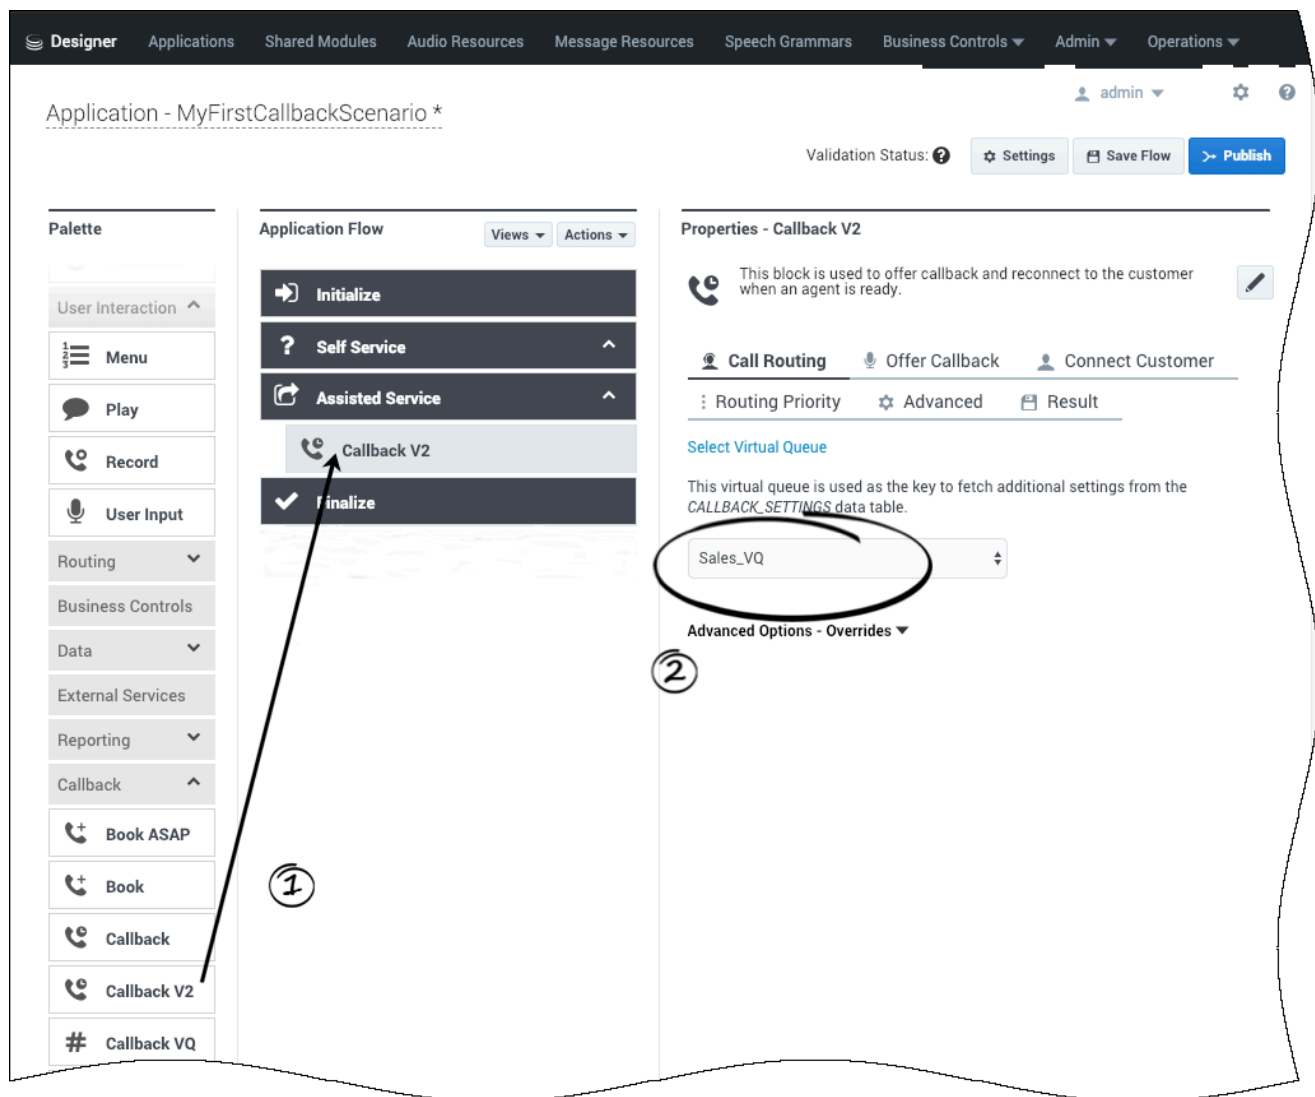 Designer Applications Shared Modules Audio Resources Message Resources Speech Grammars Business Controls Admin Operations
admin
Application - MyFirstCallbackScenario *
Validation Status: Settings Save Flow Publish
Palette
User Interaction
Menu
Play
Record
User Input
Routing
Business Controls
Data
External Services
Reporting
Callback
Book ASAP
Book
Callback
Callback V2
Callback VQ
Application Flow Views Actions
Initialize
Self Service
Assisted Service
Callback V2
Finalize
1
Properties - Callback V2
This block is used to offer callback and reconnect to the customer
when an agent is ready.
Call Routing Offer Callback Connect Customer
Routing Priority Advanced Result
Select Virtual Queue
This virtual queue is used as the key to fetch additional settings from the
CALLBACK_SETTINGS data table.
Sales_VQ
Advanced Options - Overrides
2